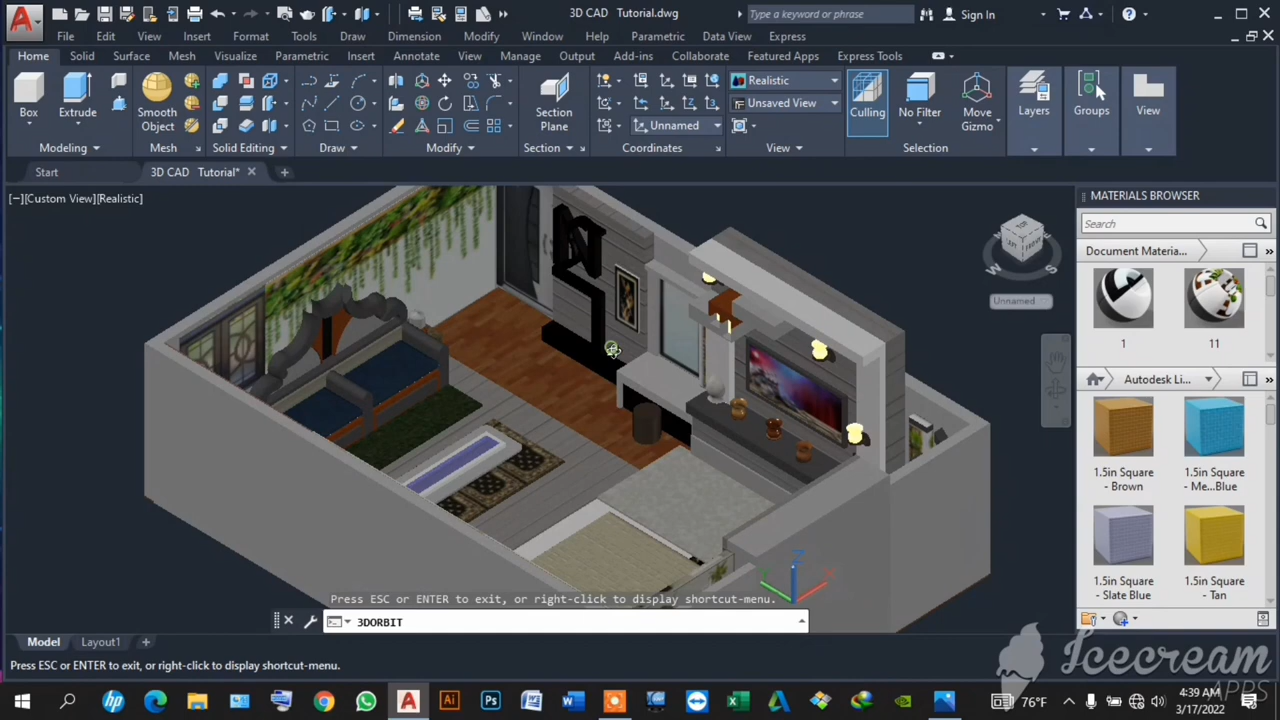 3D CAD Tutorial.dwg
Type a keyword or phrase
Sign In
File Edit View Insert Format Tools Draw Dimension Modify Window Help Parametric Data View Express
Home Solid Surface Mesh Visualize Parametric Insert Annotate View Manage Output Add-ins Collaborate Featured Apps Express Tools
Box
Extrude
Smooth
Object
Section
Plane
Realistic
Unsaved View
Unnamed
Culling
No Filter
Move
Gizmo
Layers
Groups
View
Modeling
Mesh
Solid Editing
Draw
Modify
Section
Coordinates
View
Selection
Start
3D CAD Tutorial*
[−][Custom View][Realistic]
W
S
Unnamed
MATERIALS BROWSER
Search
Document Materia...
1
11
Autodesk Li...
1.5in Square
- Brown
1.5in Square
- Me...Blue
1.5in Square
- Slate Blue
1.5in Square
- Tan
Press ESC or ENTER to exit, or right-click to display shortcut-menu.
3DORBIT
Model Layout1
Press ESC or ENTER to exit, or right-click to display shortcut-menu.
Icecream
APPS
76°F
4:39 AM
3/17/2022